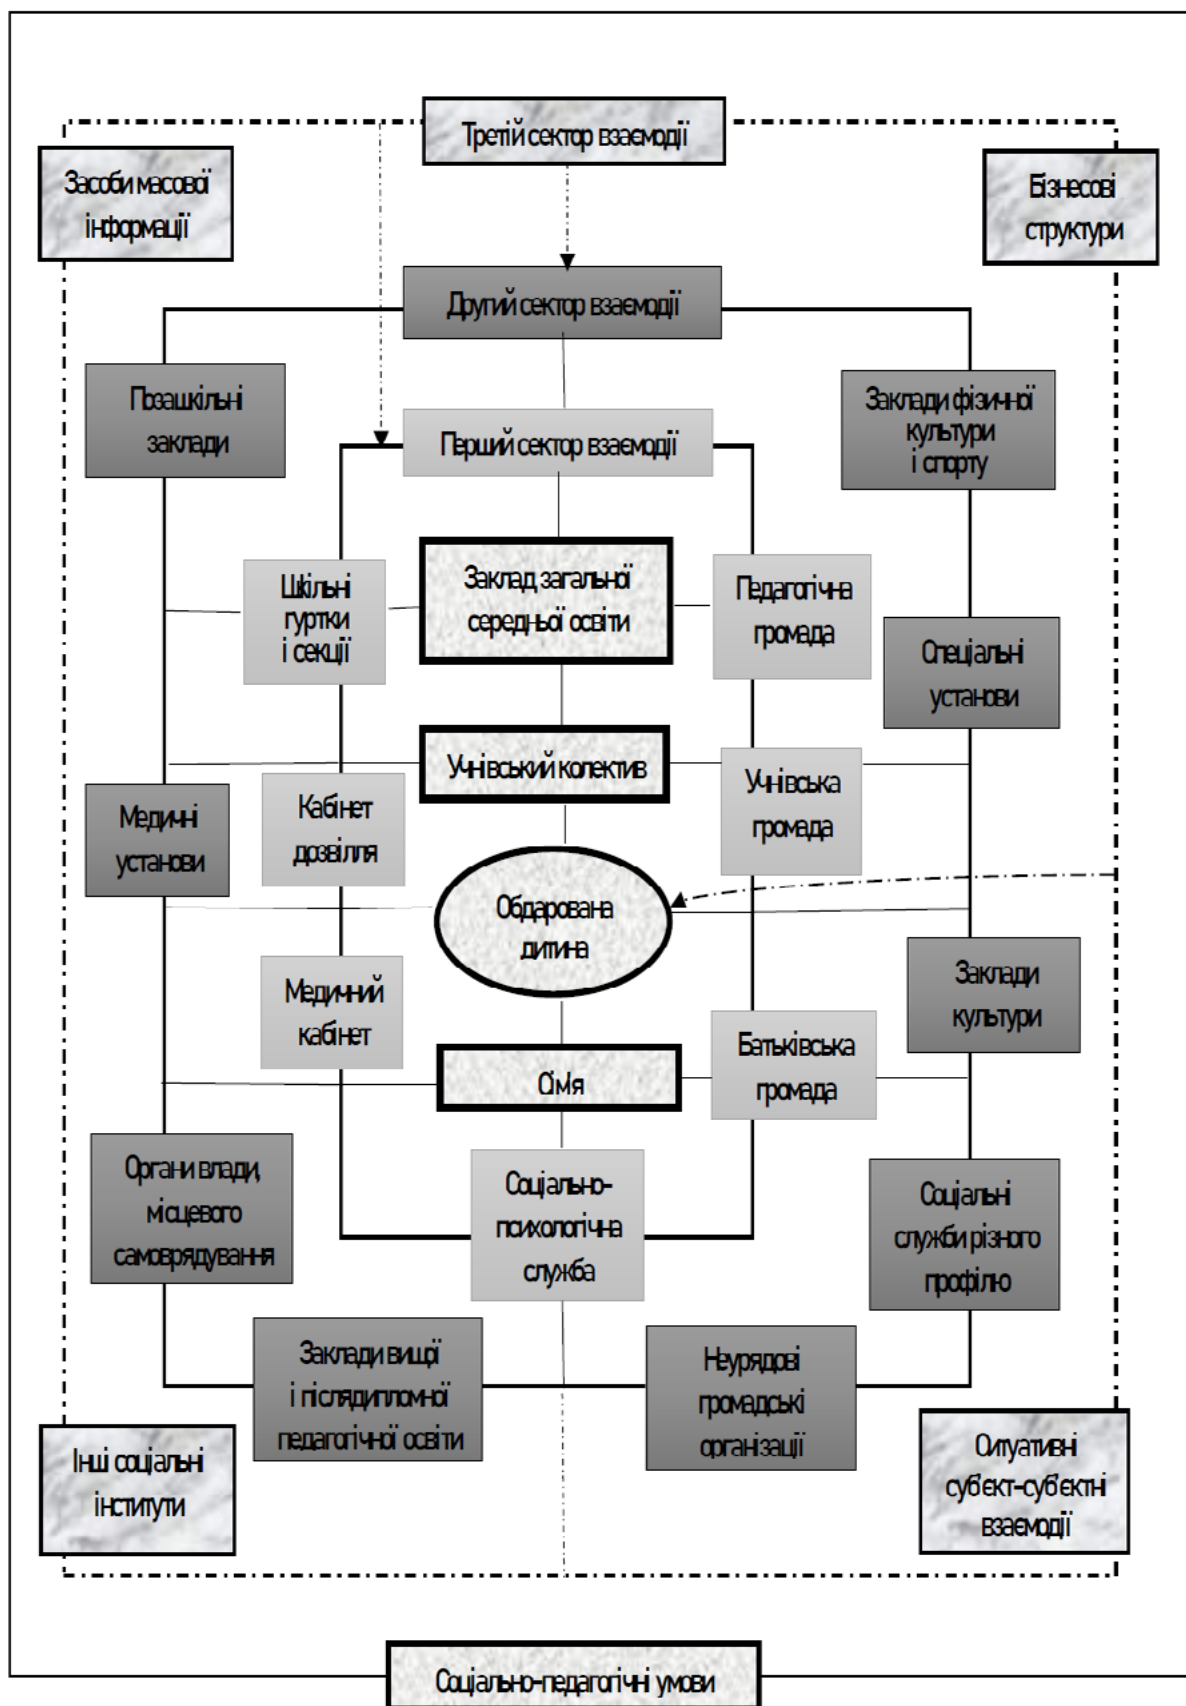 Третій сектор взаємодії
Засоби масової
інформації
Бізнесові
структури
Другий сектор взаємодії
Позашкільні
заклади
Заклади фізичної
культури
і спорту
Перший сектор взаємодії
Шкільні
гуртки
і секції
Заклад загальної
середньої освіти
Педагогічна
громада
Спеціальні
установи
Учнівський колектив
Медичні
установи
Кабінет
дозвілля
Учнівська
громада
Обдарована
дитина
Медичний
кабінет
Заклади
культури
Сім'я
Батьківська
громада
Органи влади,
місцевого
самоврядування
Соціально-
психологічна
служба
Соціальні
служби різного
профілю
Заклади вищої
і післядипломної
педагогічної освіти
Неурядові
громадські
організації
Інші соціальні
інститути
Ситуативні
суб'єкт-суб'єктні
взаємодії
Соціально-педагогічні умови